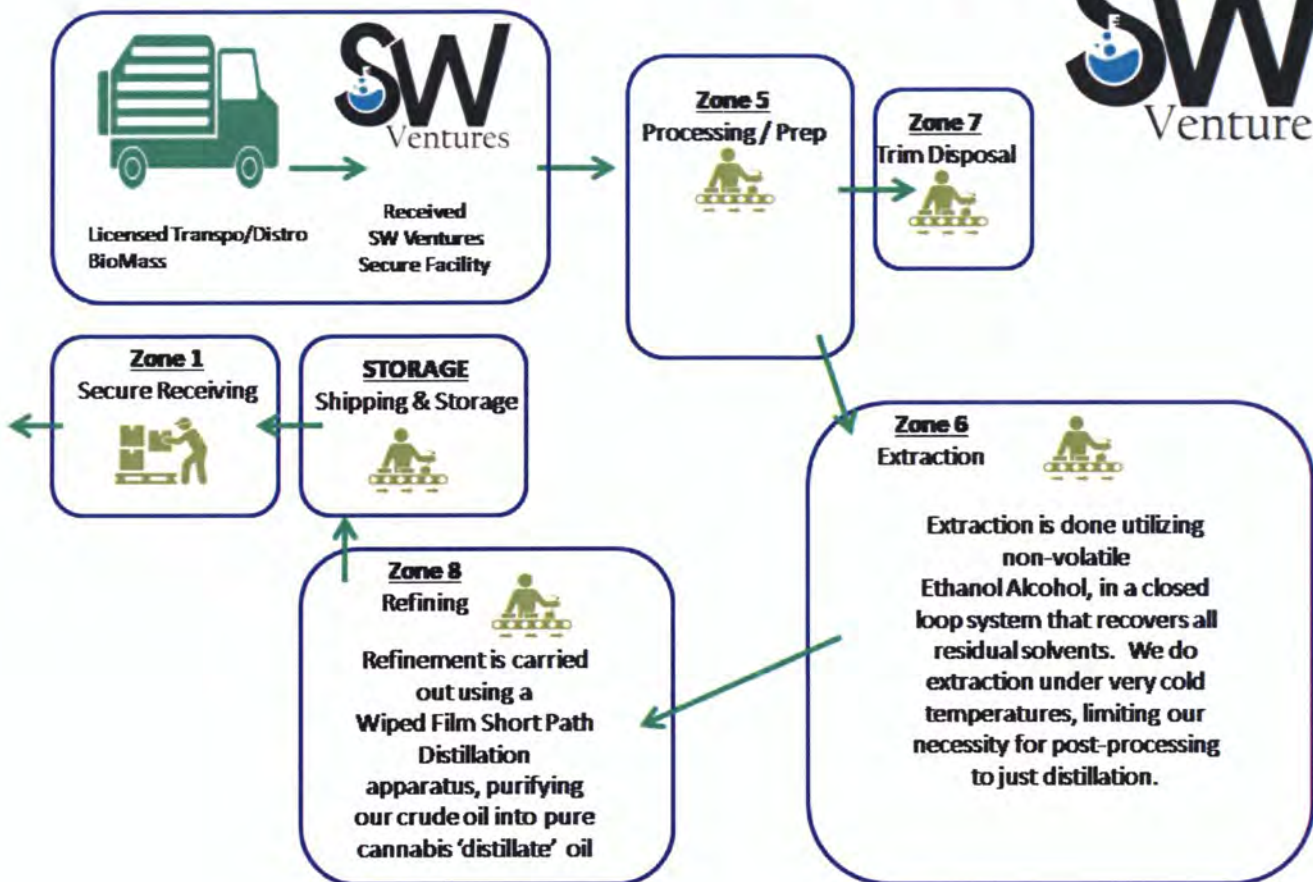 SW
Ventures
Licensed Transpo/Distro
BioMass
Received
SW Ventures
Secure Facility
Zone 5
Processing / Prep
Zone 7
Trim Disposal
SW
Venture
Zone 1
Secure Receiving
STORAGE
Shipping & Storage
Zone 6
Extraction
Extraction is done utilizing
non-volatile
Ethanol Alcohol, in a closed
loop system that recovers all
residual solvents. We do
extraction under very cold
temperatures, limiting our
necessity for post-processing
to just distillation.
Zone 8
Refining
Refinement is carried
out using a
Wiped Film Short Path
Distillation
apparatus, purifying
our crude oil into pure
cannabis 'distillate' oil